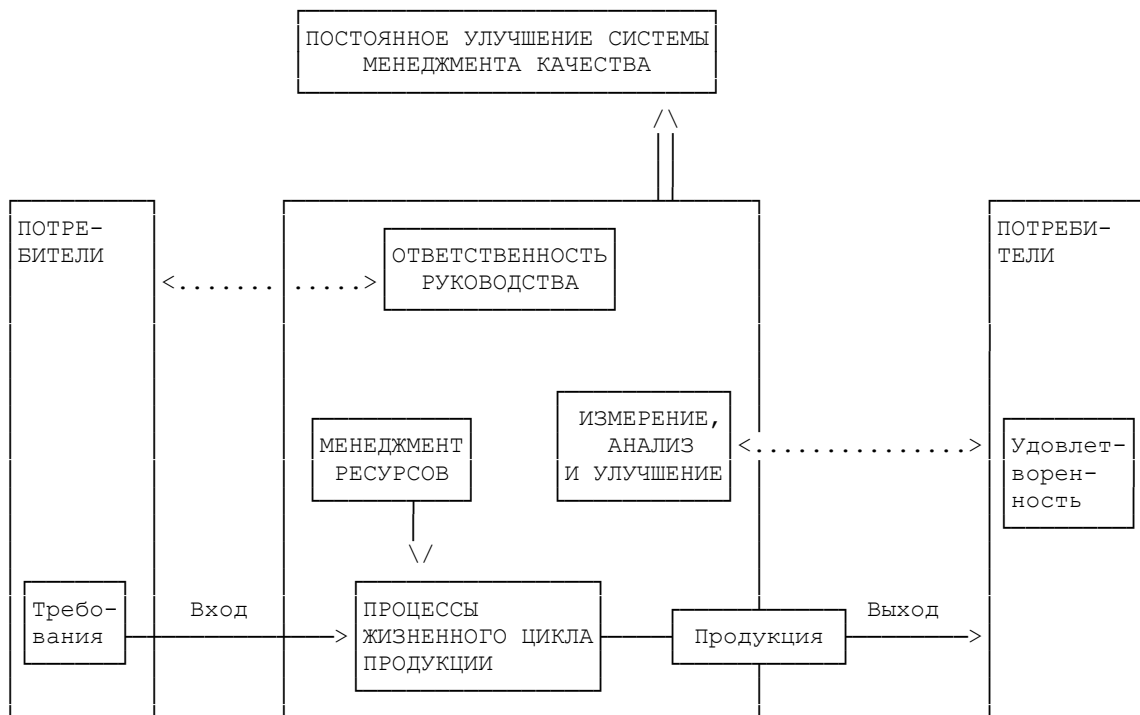 ПОСТОЯННОЕ УЛУЧШЕНИЕ СИСТЕМЫ
МЕНЕДЖМЕНТА КАЧЕСТВА
ПОТРЕ-
БИТЕЛИ
ОТВЕТСТВЕННОСТЬ
РУКОВОДСТВА
ПОТРЕБИ-
ТЕЛИ
МЕНЕДЖМЕНТ
РЕСУРСОВ
ИЗМЕРЕНИЕ,
АНАЛИЗ
И УЛУЧШЕНИЕ
Удовлет-
ворен-
ность
Требо-
вания
Вход
ПРОЦЕССЫ
ЖИЗНЕННОГО ЦИКЛА
ПРОДУКЦИИ
Продукция
Выход